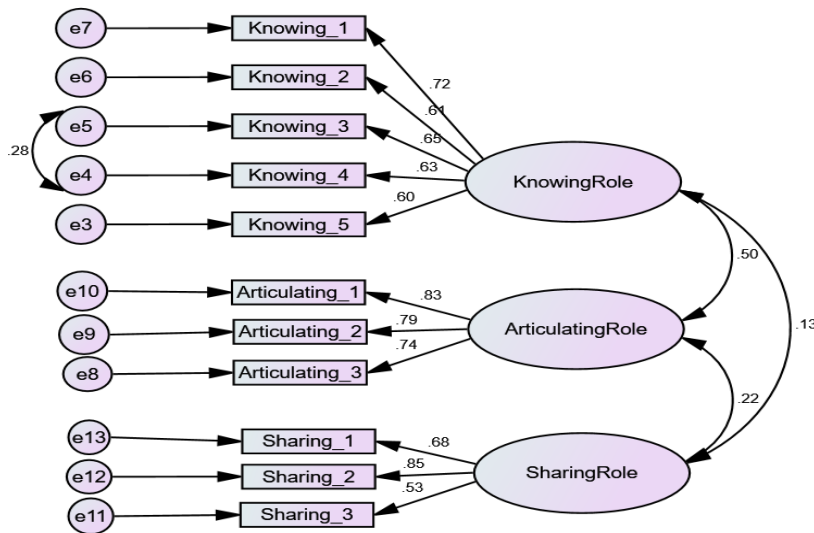 e7
Knowing_1
.72
e6
Knowing_2
.61
e5
Knowing_3
.65
.28
e4
Knowing_4
.63
KnowingRole
e3
Knowing_5
.60
.50
e10
Articulating_1
.83
e9
Articulating_2
.79
ArticulatingRole
.13
e8
Articulating_3
.74
.22
e13
Sharing_1
.68
e12
Sharing_2
.85
SharingRole
e11
Sharing_3
.53